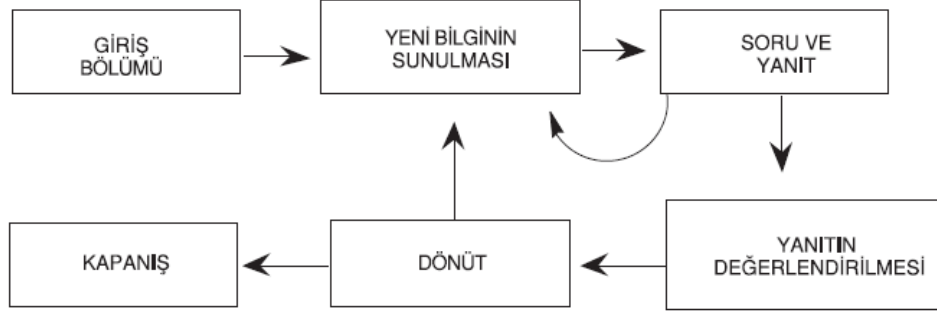 GİRİŞ
BÖLÜMÜ
YENİ BİLGİNİN
SUNULMASI
SORU VE
YANIT
KAPANIŞ
DÖNÜT
YANITIN
DEĞERLENDİRİLMESİ